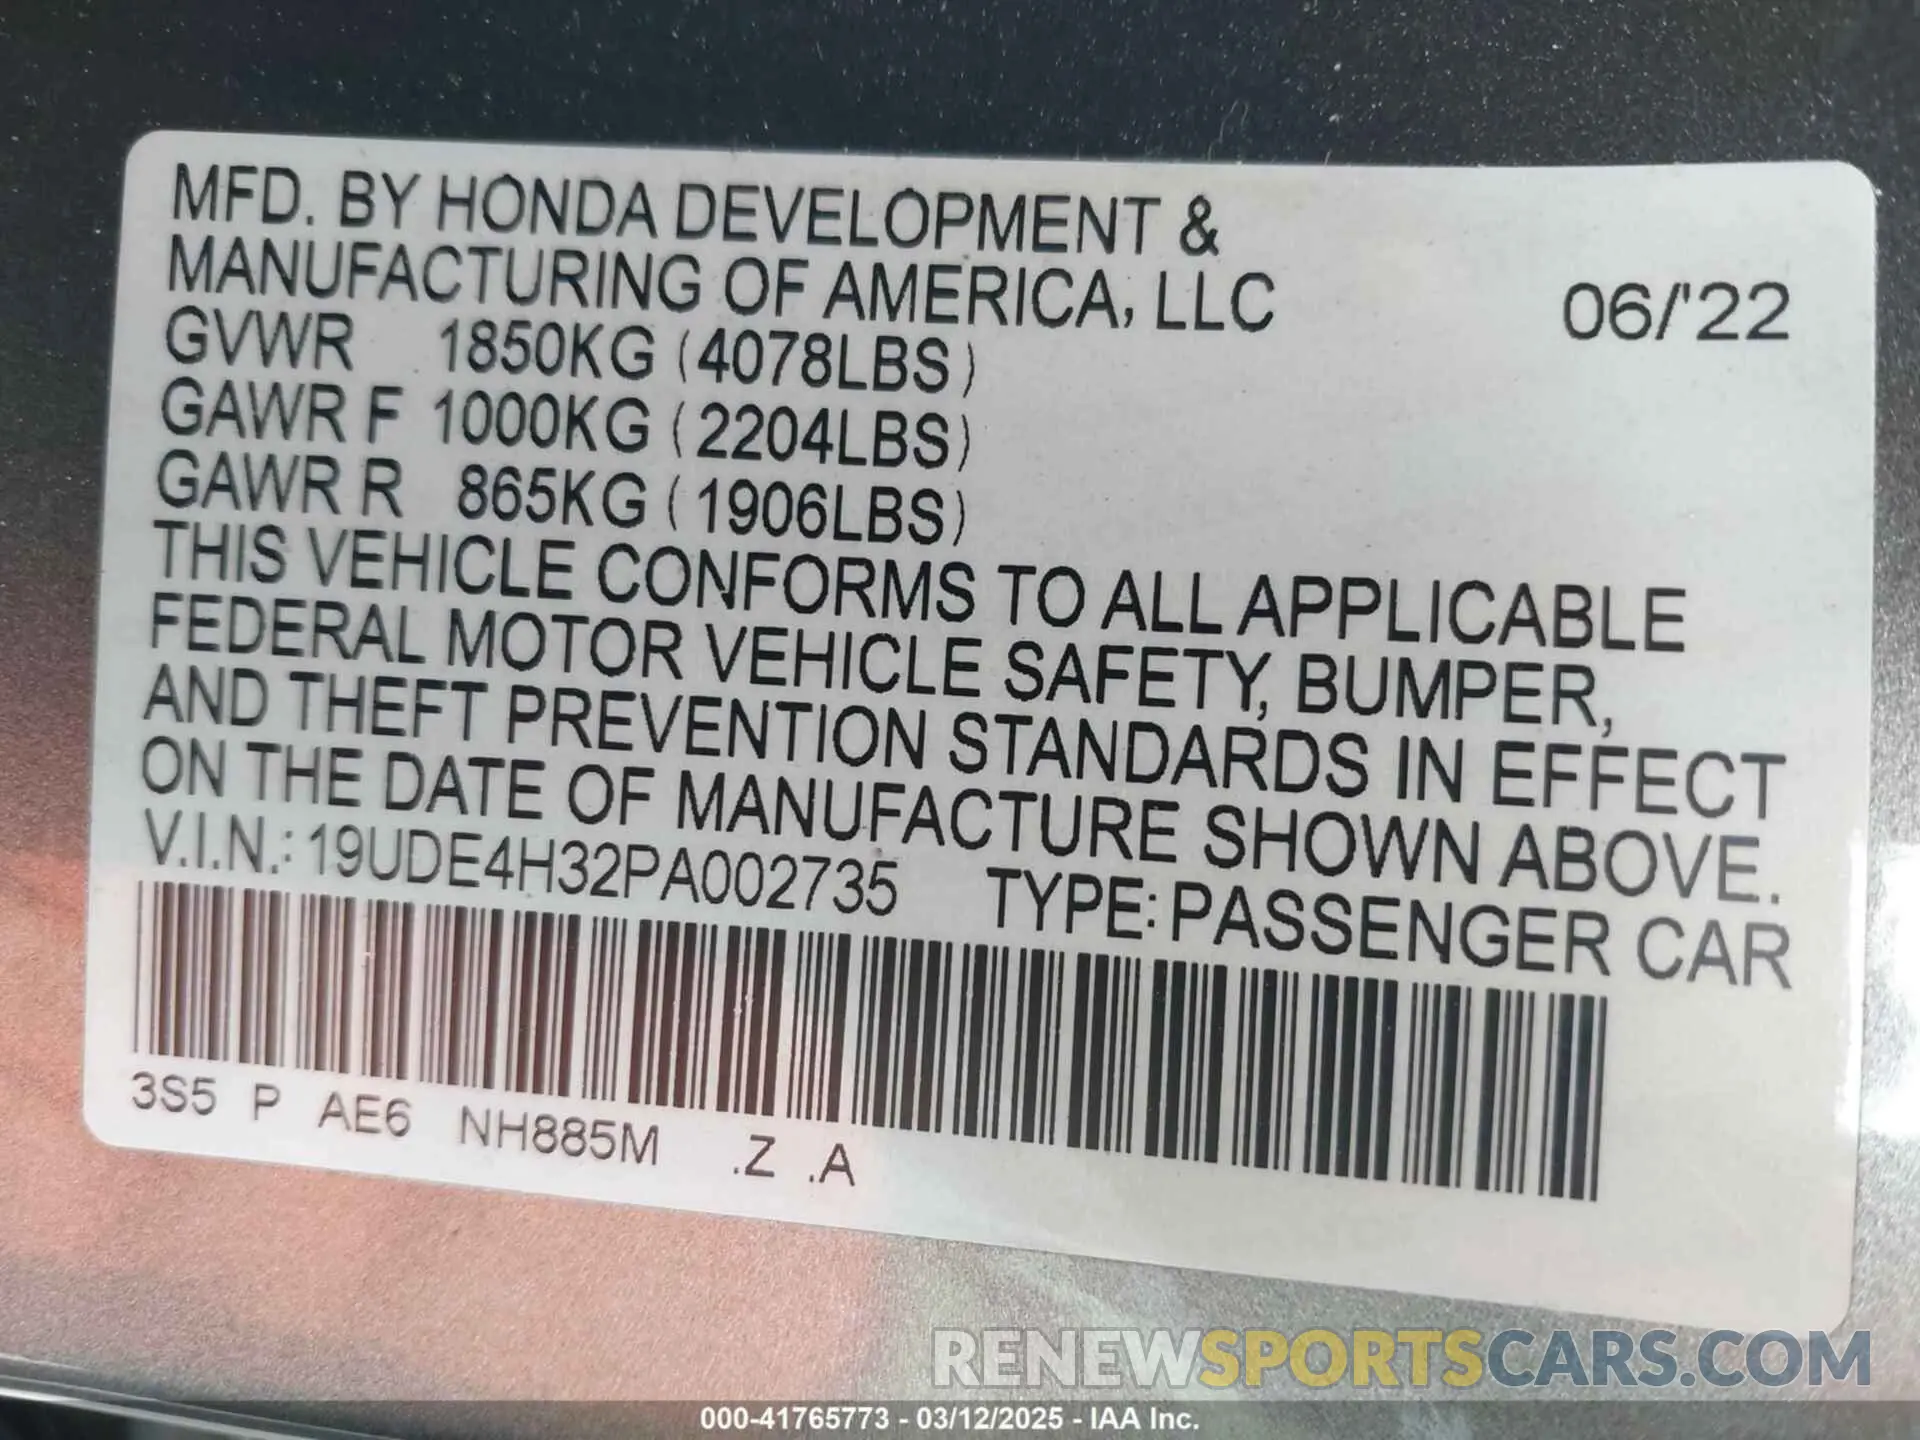 MFD. BY HONDA DEVELOPMENT &
MANUFACTURING OF AMERICA, LLC 06/'22
GVWR 1850KG (4078LBS)
GAWR F 1000KG (2204LBS)
GAWR R 865KG (1906LBS)
THIS VEHICLE CONFORMS TO ALL APPLICABLE
FEDERAL MOTOR VEHICLE SAFETY, BUMPER,
AND THEFT PREVENTION STANDARDS IN EFFECT
ON THE DATE OF MANUFACTURE SHOWN ABOVE.
V.I.N.: 19UDE4H32PA002735 TYPE: PASSENGER CAR
3S5 P AE6 NH885M .Z .A
RENEWSPORTSCARS.COM
000-41765773 - 03/12/2025 - IAA Inc.